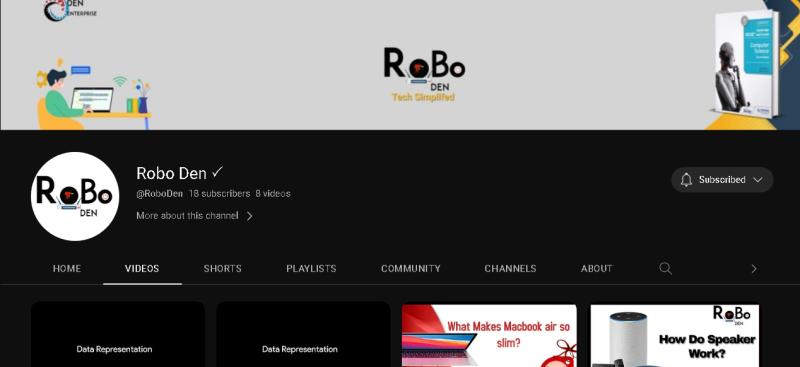 DEN
ENTERPRISE
RoBo
DEN
Tech Simplifed
Computer
Science
RoBo
DEN
Robo Den ✓
@RoboDen 18 subscribers 8 videos
More about this channel >
Subscribed
HOME VIDEOS SHORTS PLAYLISTS COMMUNITY CHANNELS ABOUT
Data Representation
Data Representation
What Makes Macbook air so
slim?
RoBo
DEN
How Do Speaker
Work?